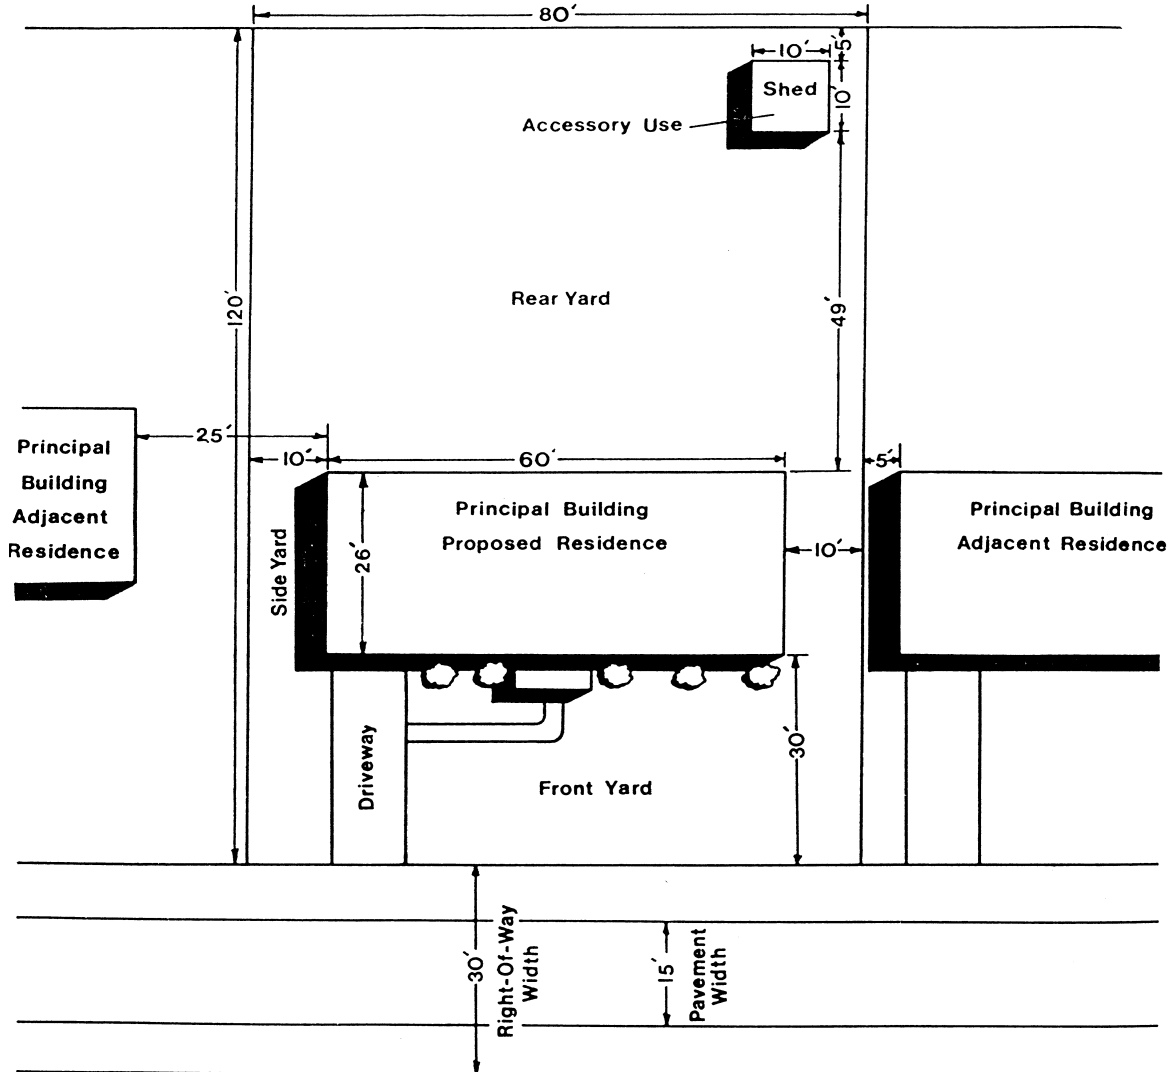 80′
10′
5′
Shed
10′
Accessory Use
Rear Yard
120′
49′
25′
10′
60′
5′
Principal
Building
Adjacent
Residence
Principal Building
Proposed Residence
Principal Building
Adjacent Residence
Side Yard
26′
10′
30′
Driveway
Front Yard
30′
Right-Of-Way
Width
15′
Pavement
Width